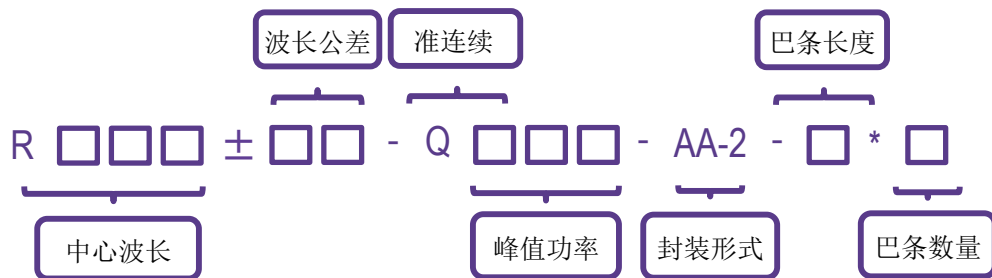 波长公差 准连续 巴条长度
R □□□ ± □□ - Q □□□ - AA-2 - □ * □
中心波长 峰值功率 封装形式 巴条数量